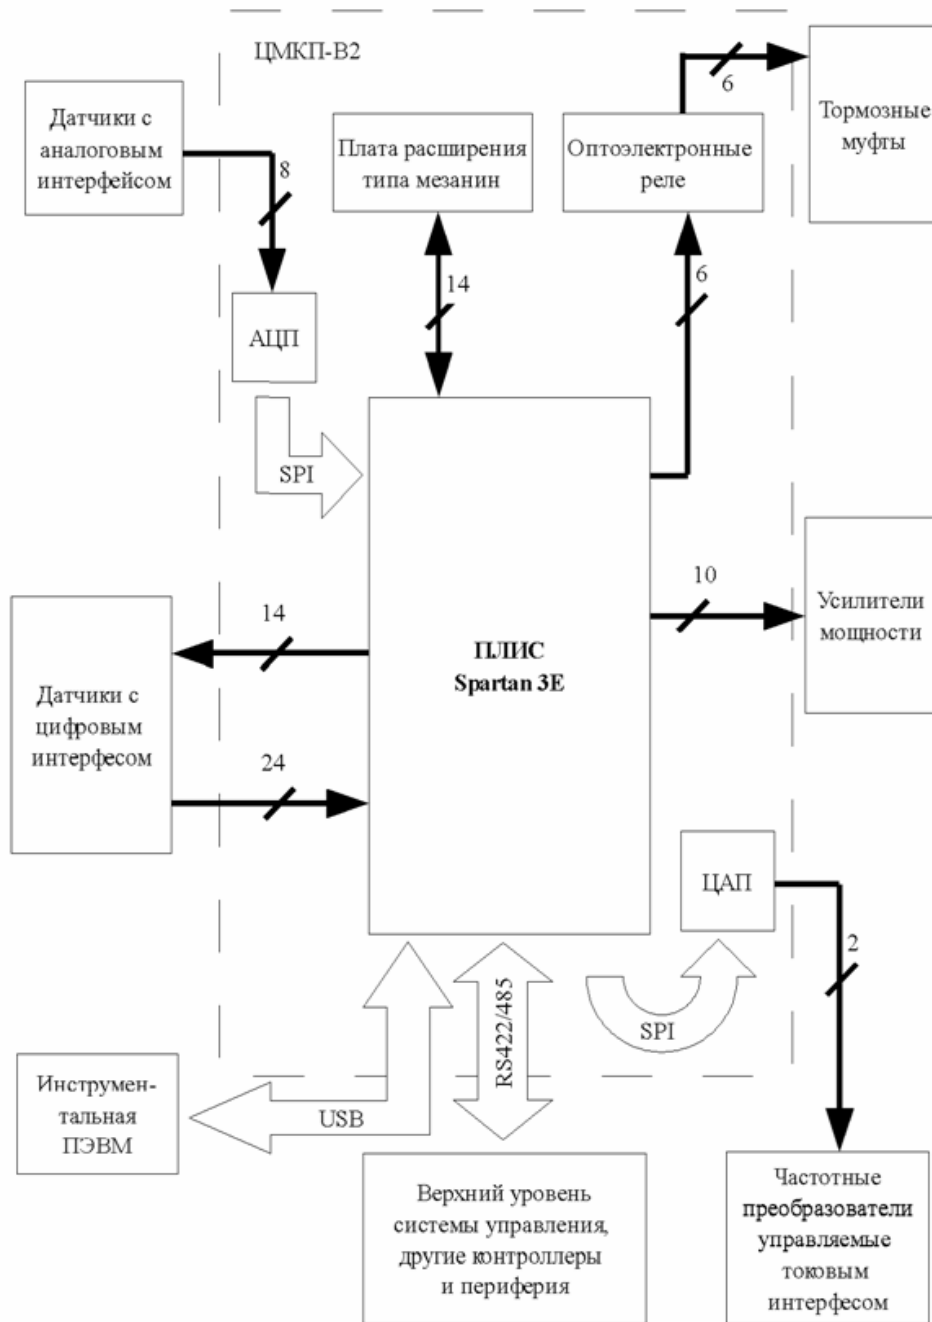 ЦМКП-В2
6
Датчики с
аналоговым
интерфейсом
8
Плата расширения
типа мезанин
Оптоэлектронные
реле
Тормозные
муфты
14
6
АЦП
SPI
10
Усилители
мощности
14
ПЛИС
Spartan 3E
Датчики с
цифровым
интерфесом
24
ЦАП
2
RS422/485
SPI
Инструмен-
тальная
ПЭВМ
USB
Верхний уровень
системы управления,
другие контроллеры
и периферия
Частотные
преобразователи
управляемые
токовым
интерфесом